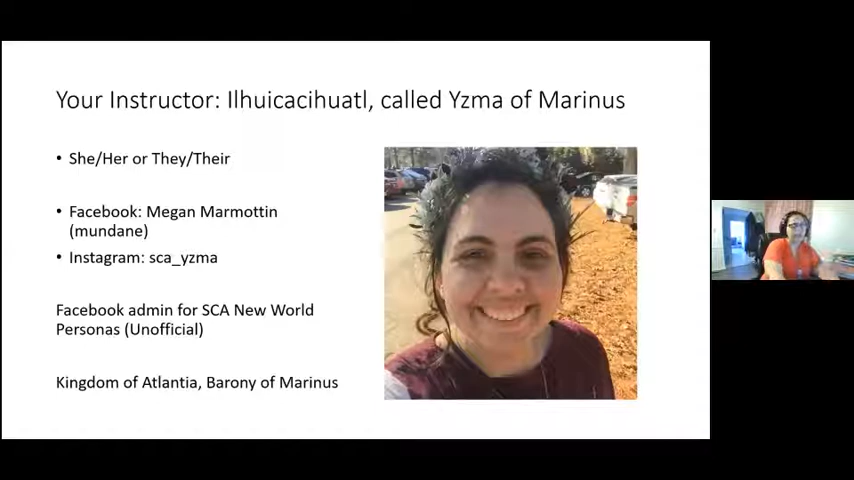 Your Instructor: Ilhuicacihuatl, called Yzma of Marinus
• She/Her or They/Their
• Facebook: Megan Marmottin
(mundane)
• Instagram: sca_yzma
Facebook admin for SCA New World
Personas (Unofficial)
Kingdom of Atlantia, Barony of Marinus